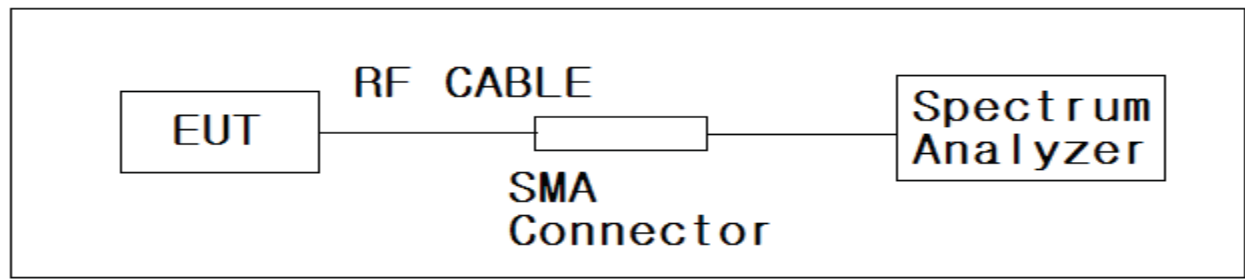 RF CABLE
EUT
Spectrum
Analyzer
SMA
Connector